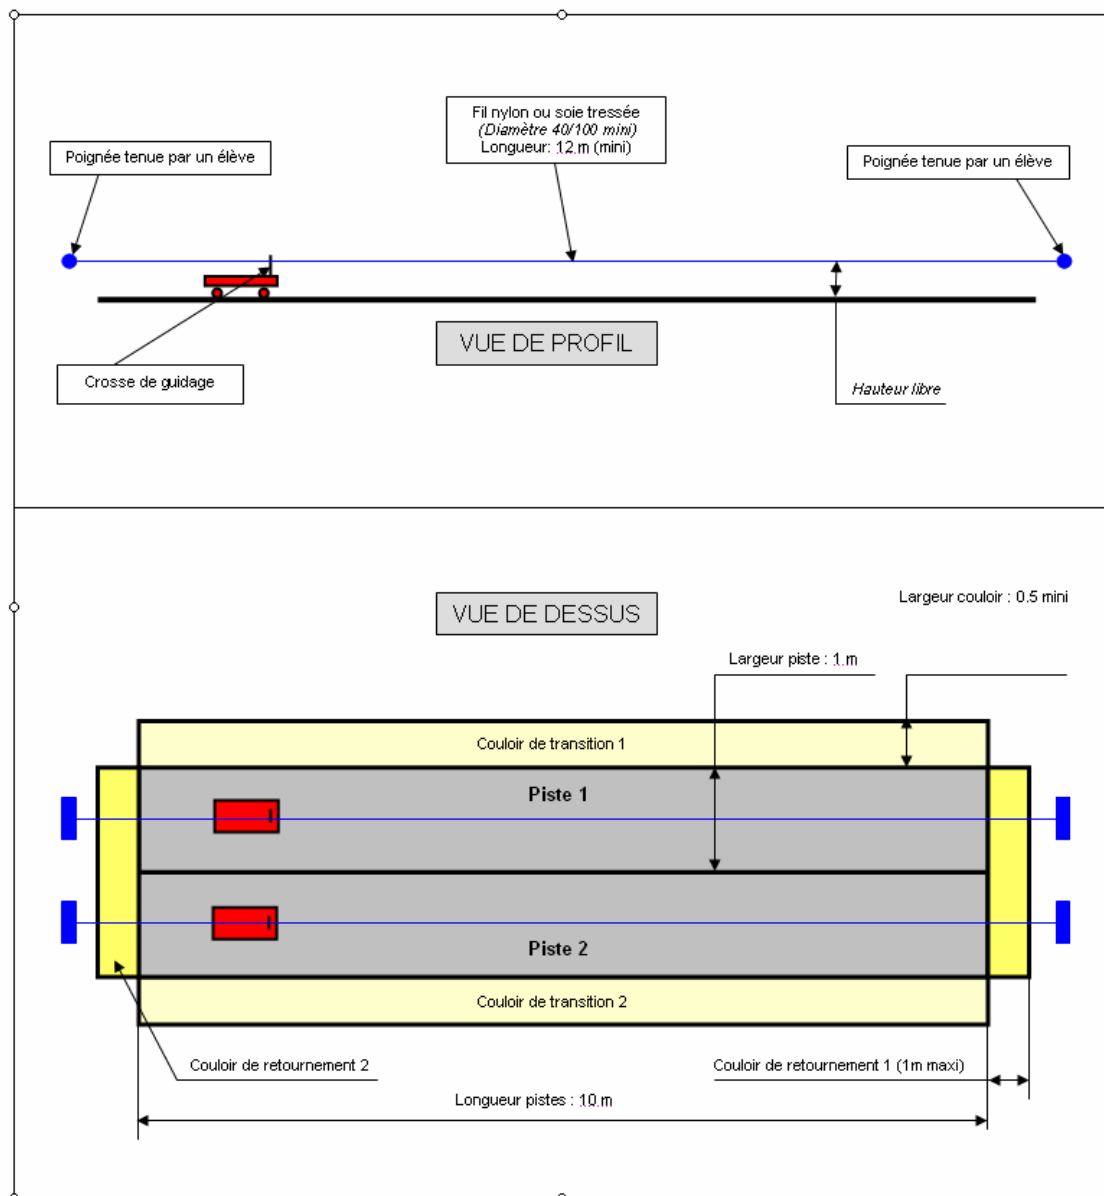 Fil nylon ou soie tressée
(Diamètre 40/100 mini)
Longueur: 12 m (mini)
Poignée tenue par un élève
Poignée tenue par un élève
VUE DE PROFIL
Crosse de guidage
Hauteur libre
VUE DE DESSUS
Largeur couloir : 0.5 mini
Largeur piste : 1 m
Couloir de transition 1
Piste 1
Piste 2
Couloir de transition 2
Couloir de retournement 2
Couloir de retournement 1 (1m maxi)
Longueur pistes : 10 m